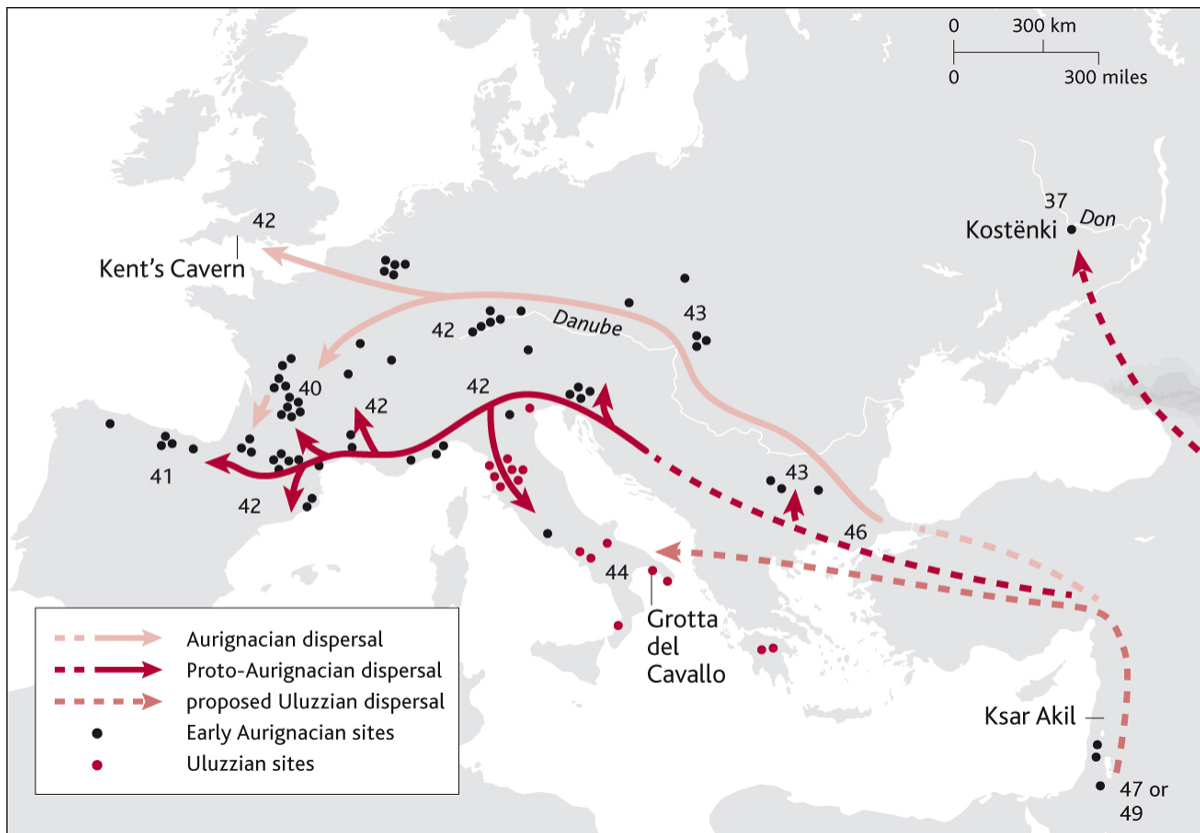 0 300 km
0 300 miles
37
Don
Kostënki
42
Kent's Cavern
43
Danube
42
40
42
42
41
42
43
46
44
Grotta
del
Cavallo
Ksar Akil
47 or
49
Aurignacian dispersal
Proto-Aurignacian dispersal
proposed Uluzzian dispersal
Early Aurignacian sites
Uluzzian sites